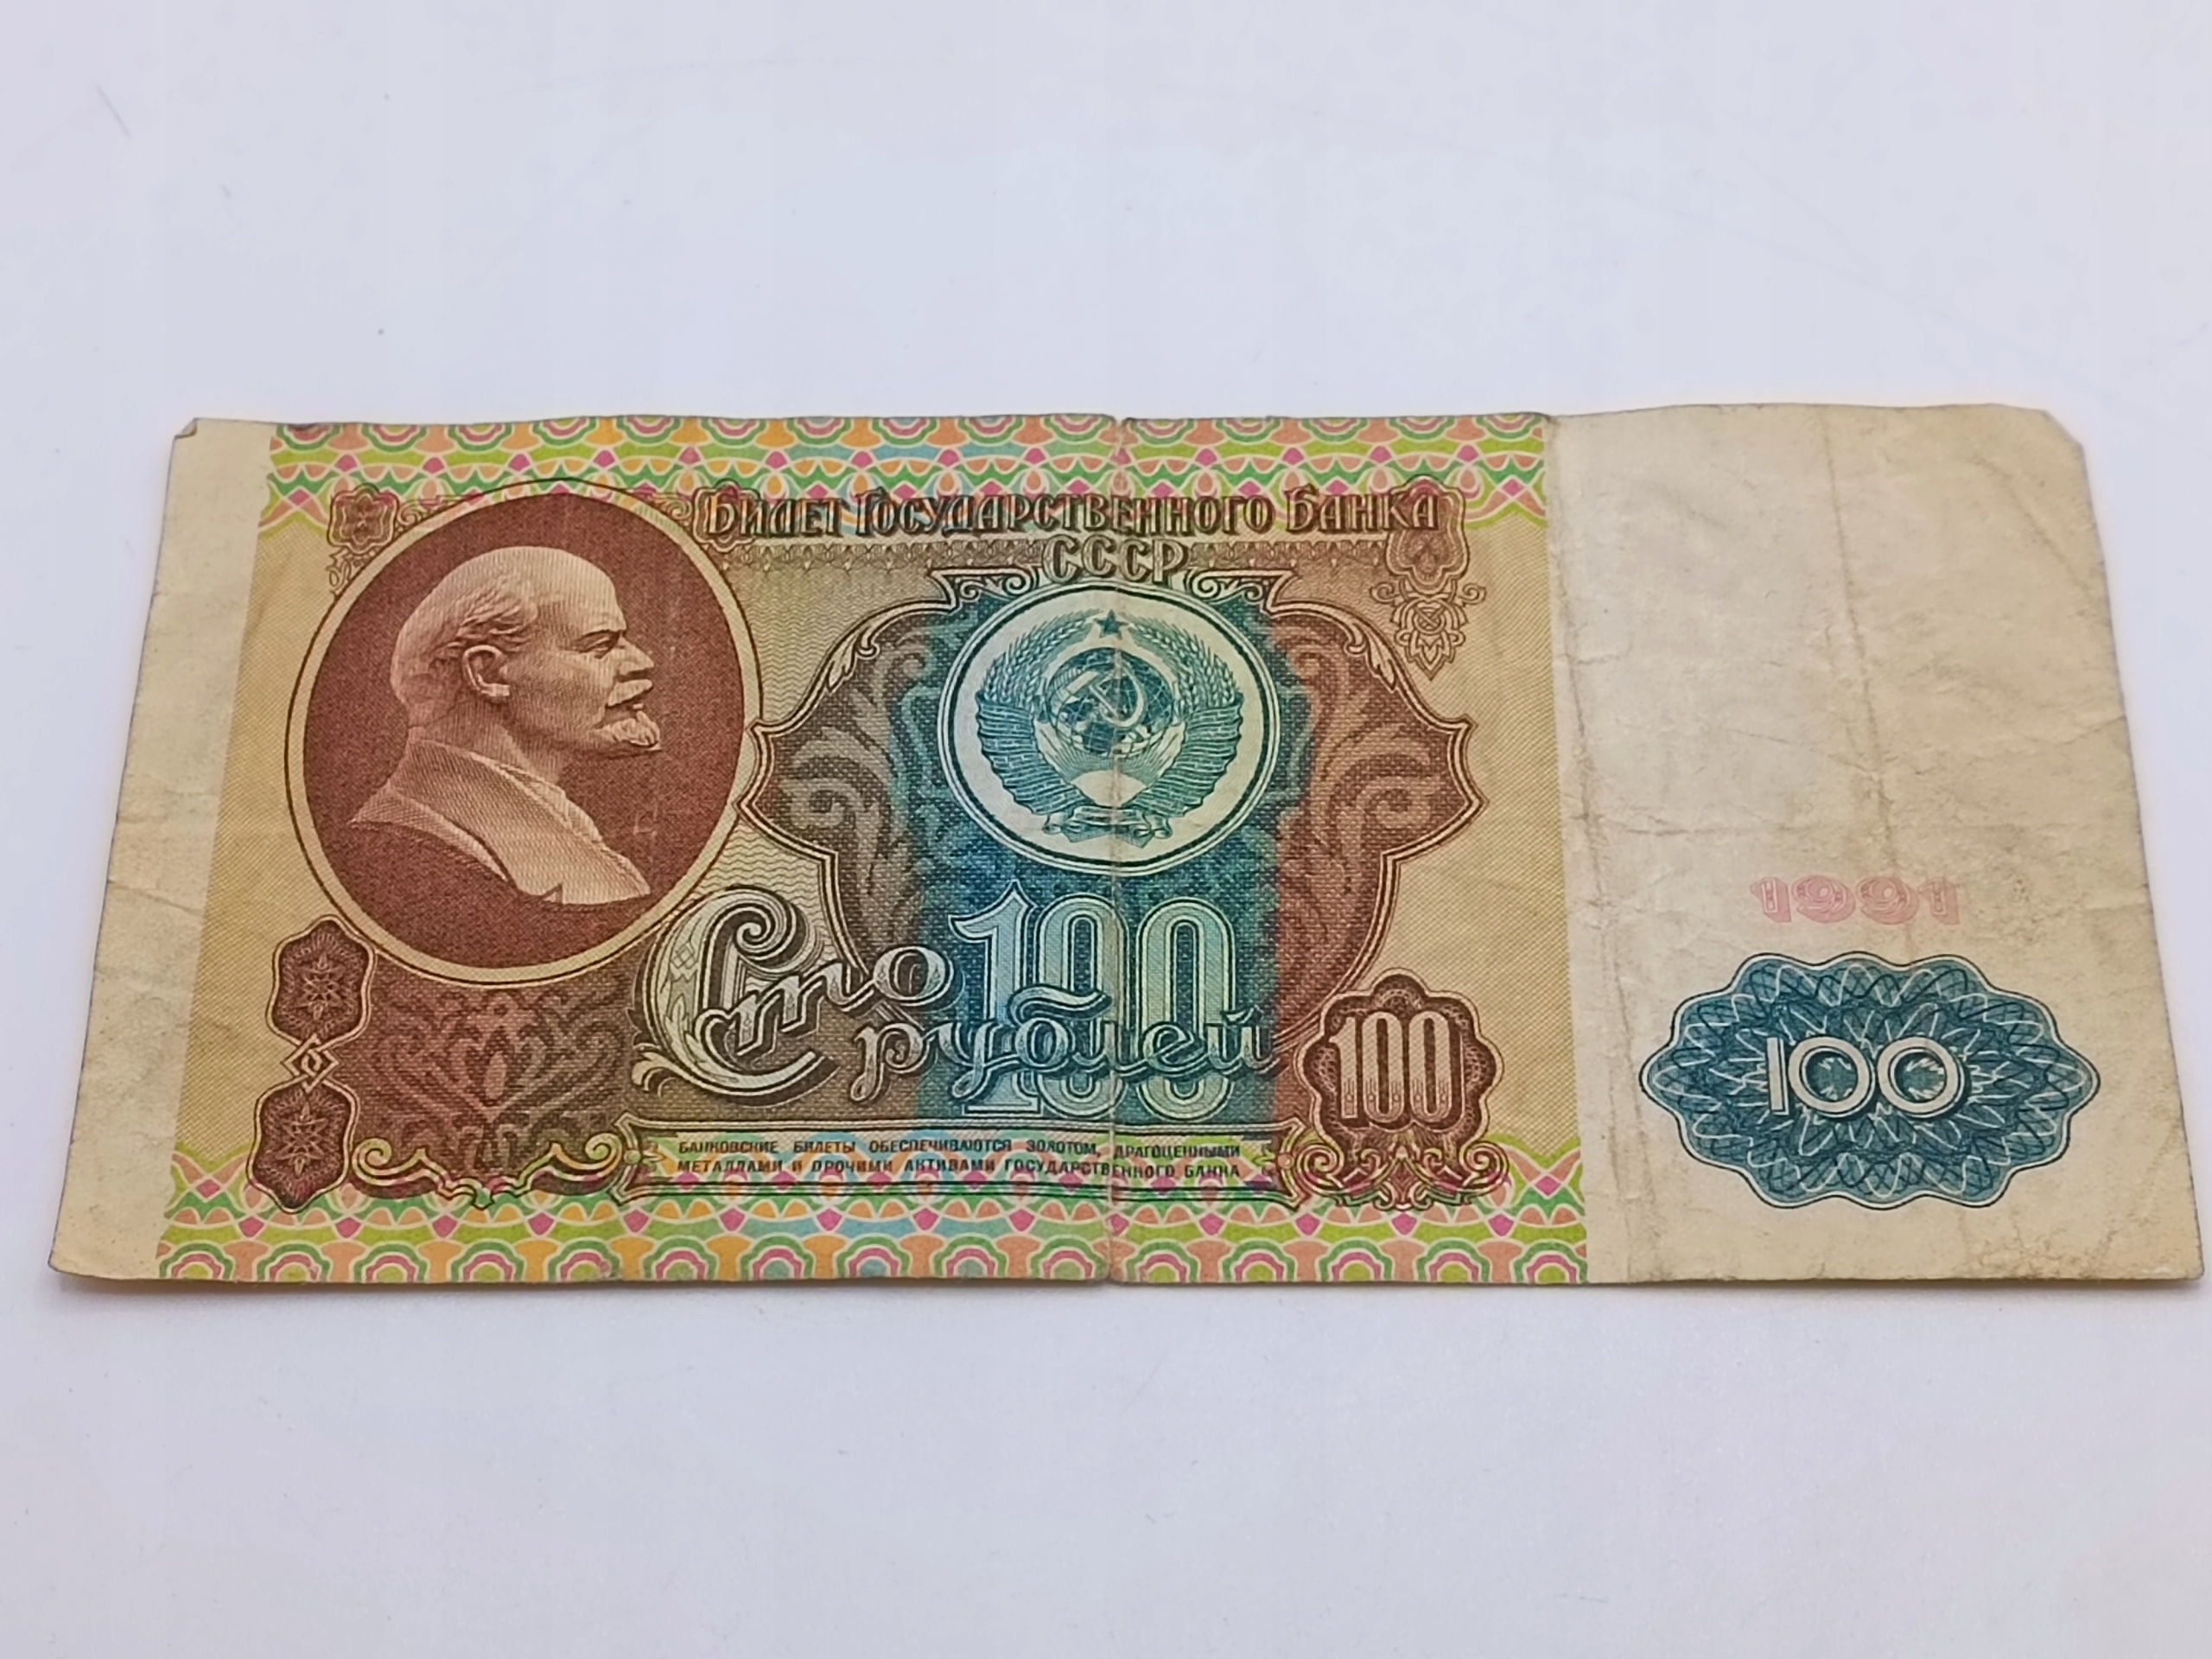 Билет Государственного Банка
СССР
100
Сто
рублей
100
1991
100
БАНКОВСКИЕ БИЛЕТЫ ОБЕСПЕЧИВАЮТСЯ ЗОЛОТОМ, ДРАГОЦЕННЫМИ
МЕТАЛЛАМИ И ПРОЧИМИ АКТИВАМИ ГОСУДАРСТВЕННОГО БАНКА